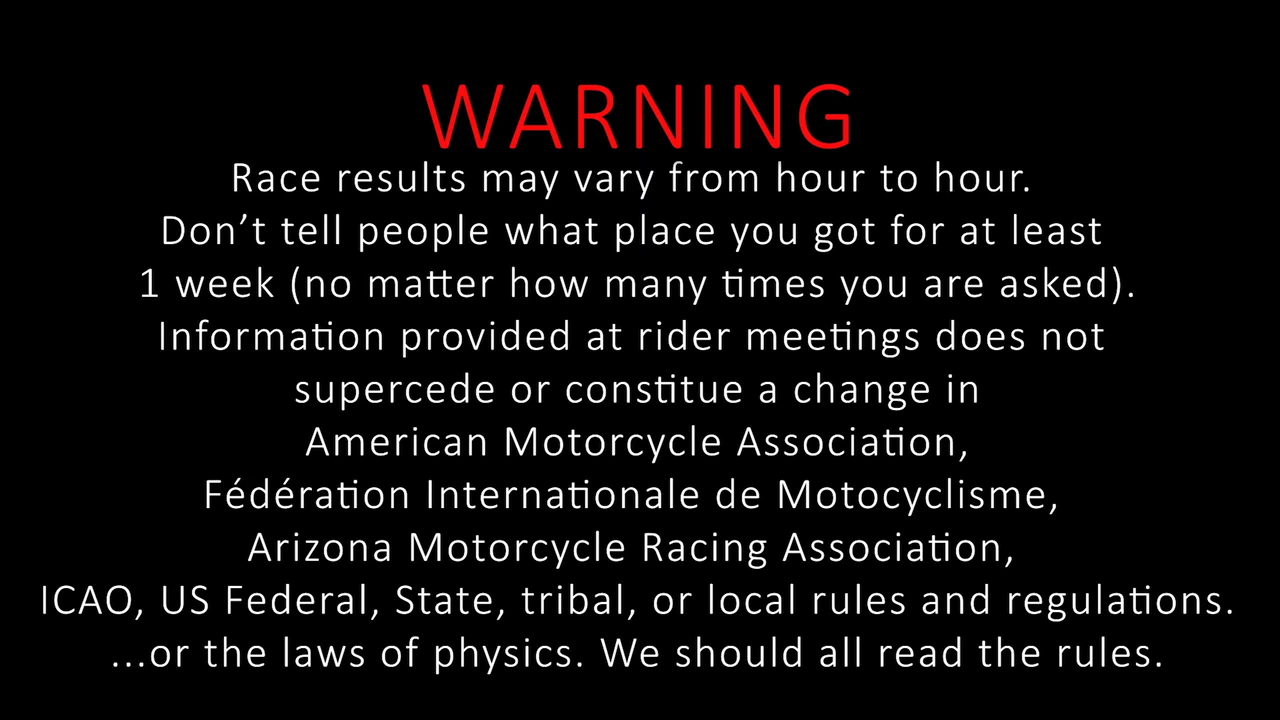 WARNING
Race results may vary from hour to hour.
Don’t tell people what place you got for at least
1 week (no matter how many times you are asked).
Information provided at rider meetings does not
supercede or constitue a change in
American Motorcycle Association,
Fédération Internationale de Motocyclisme,
Arizona Motorcycle Racing Association,
ICAO, US Federal, State, tribal, or local rules and regulations.
...or the laws of physics. We should all read the rules.